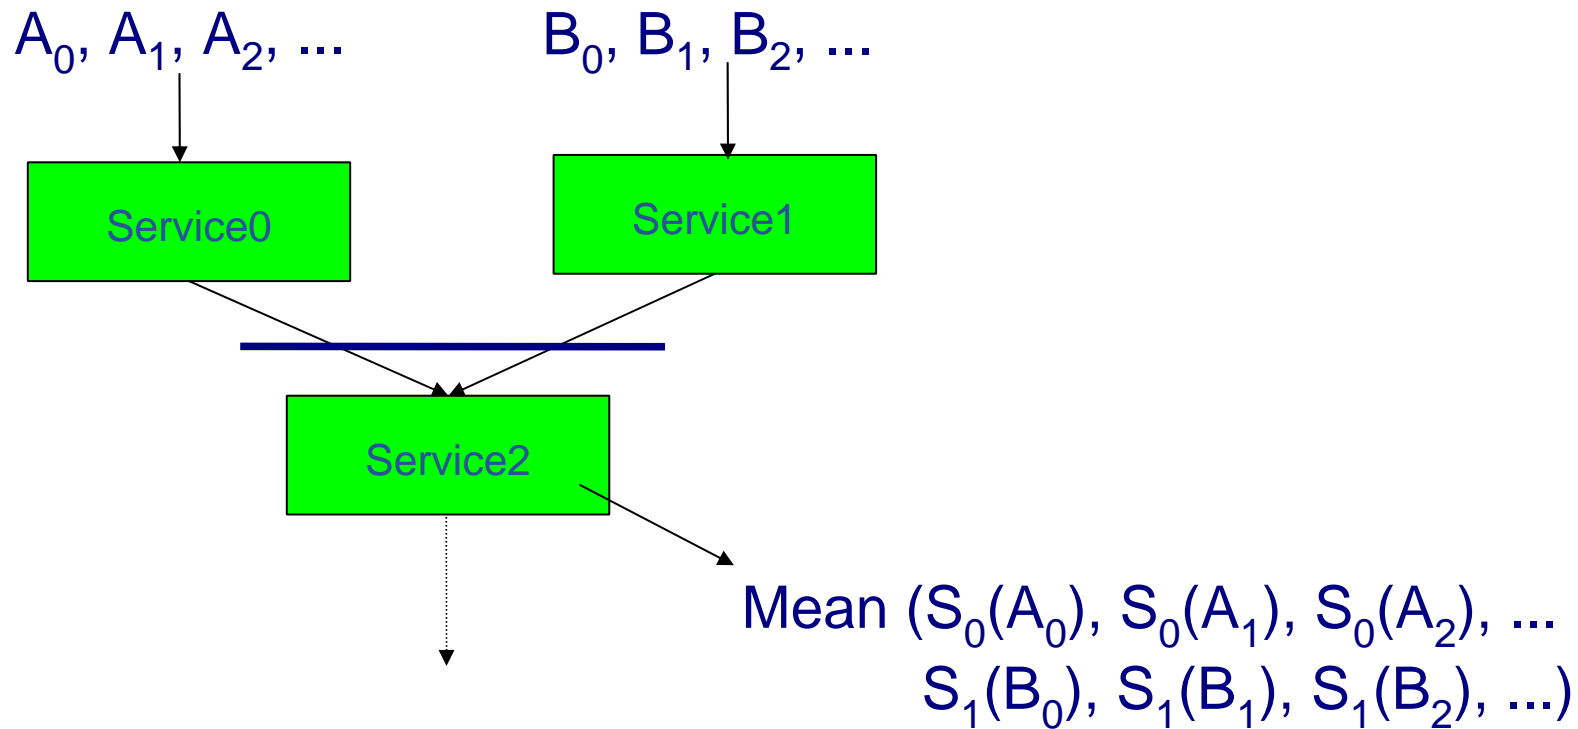 A₀, A₁, A₂, ...
B₀, B₁, B₂, ...
Service0
Service1
Service2
Mean (S₀(A₀), S₀(A₁), S₀(A₂), ...
S₁(B₀), S₁(B₁), S₁(B₂), ...)